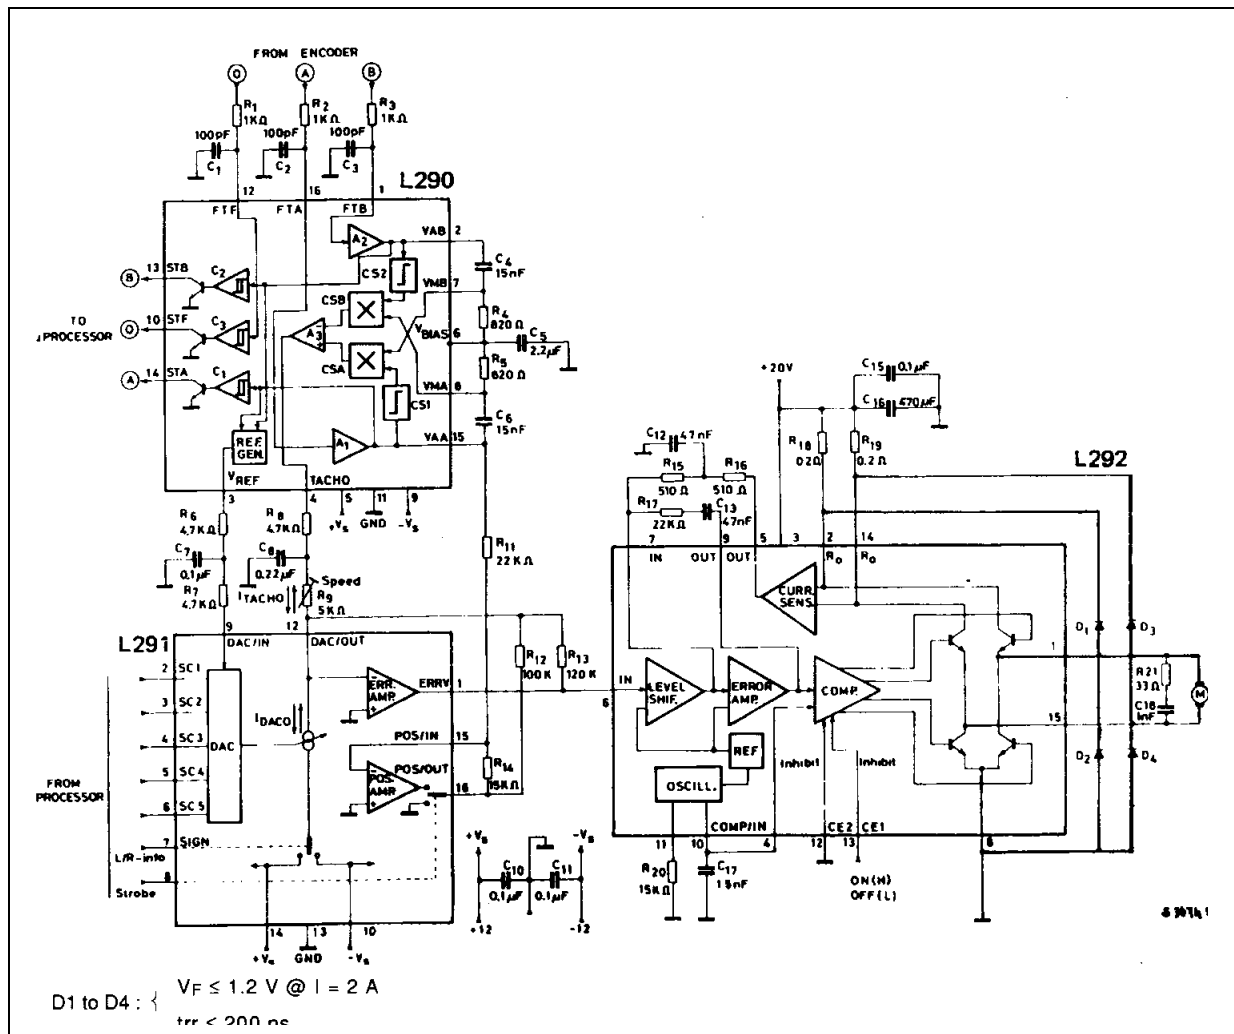 FROM ENCODER
O A B
R1 1KΩ
R2 1KΩ
R3 1KΩ
100pF C1
100pF C2
100pF C3
L290
12 16 1
FTF FTA FTB
A2
VAB 2
C4 15nF
CS2
VMB 7
CSB
R4 820Ω
VBIAS 6
C5 2.2µF
R5 820Ω
A3
CSA
VMA 8
CS1
C6 15nF
A1
VAA 15
B 13 STB C2
TO
PROCESSOR
O 10 STF C3
A 14 STA C1
REF. GEN.
VREF
TACHO
3 4 5 11 9
+Vs GND -Vs
R6 4.7KΩ
R8 4.7KΩ
C7 0.1µF
C8 0.22µF
R7 4.7KΩ
ITACHO
Speed
R9 5KΩ
R11 22KΩ
L291
9 12
DAC/IN DAC/OUT
R12 100K
R13 120K
2 SC1
3 SC2
4 SC3
5 SC4
6 SC5
DAC
IDACO
ERR. AMP.
ERRV 1
POS/IN 15
POS. AMP.
POS/OUT 16
R14 15KΩ
FROM
PROCESSOR
7 SIGN
L/R-info
8
Strobe
14 13 10
+Vs GND -Vs
+Vs -Vs
C10 0.1µF
C11 0.1µF
+12 -12
+20V
C15 0.1µF
C16 470µF
R18 0.2Ω
R19 0.2Ω
L292
C12 47nF
R15 510Ω
R16 510Ω
R17 22KΩ
C13 47nF
7 9 5 3 2 14
IN OUT OUT Ro Ro
CURR. SENS.
IN 6
LEVEL SHIF.
ERROR AMP.
COMP.
REF
OSCILL.
Inhibit
Inhibit
COMP/IN CE2 CE1
11 10 4 12 13 8
1
15
R20 15KΩ
C17 1.5nF
ON (H)
OFF (L)
D1 D3
D2 D4
R21 33Ω
C18 1nF
M
D1 to D4 : { VF ≤ 1.2 V @ I = 2 A
trr ≤ 200 ns